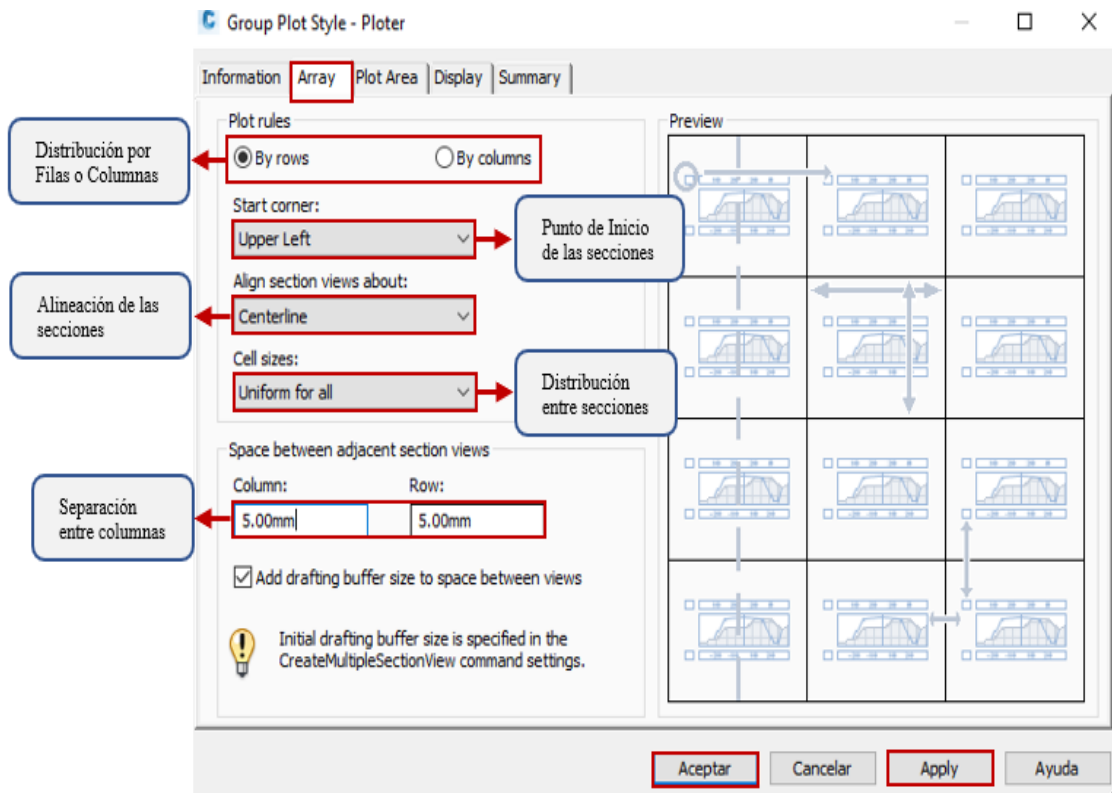 Group Plot Style - Ploter
Information Array Plot Area Display Summary
Plot rules
By rows By columns
Distribución por
Filas o Columnas
Start corner:
Upper Left
Punto de Inicio
de las secciones
Align section views about:
Centerline
Alineación de las
secciones
Cell sizes:
Uniform for all
Distribución
entre secciones
Space between adjacent section views
Column: Row:
5.00mm 5.00mm
Separación
entre columnas
Add drafting buffer size to space between views
Initial drafting buffer size is specified in the
CreateMultipleSectionView command settings.
Preview
Aceptar Cancelar Apply Ayuda